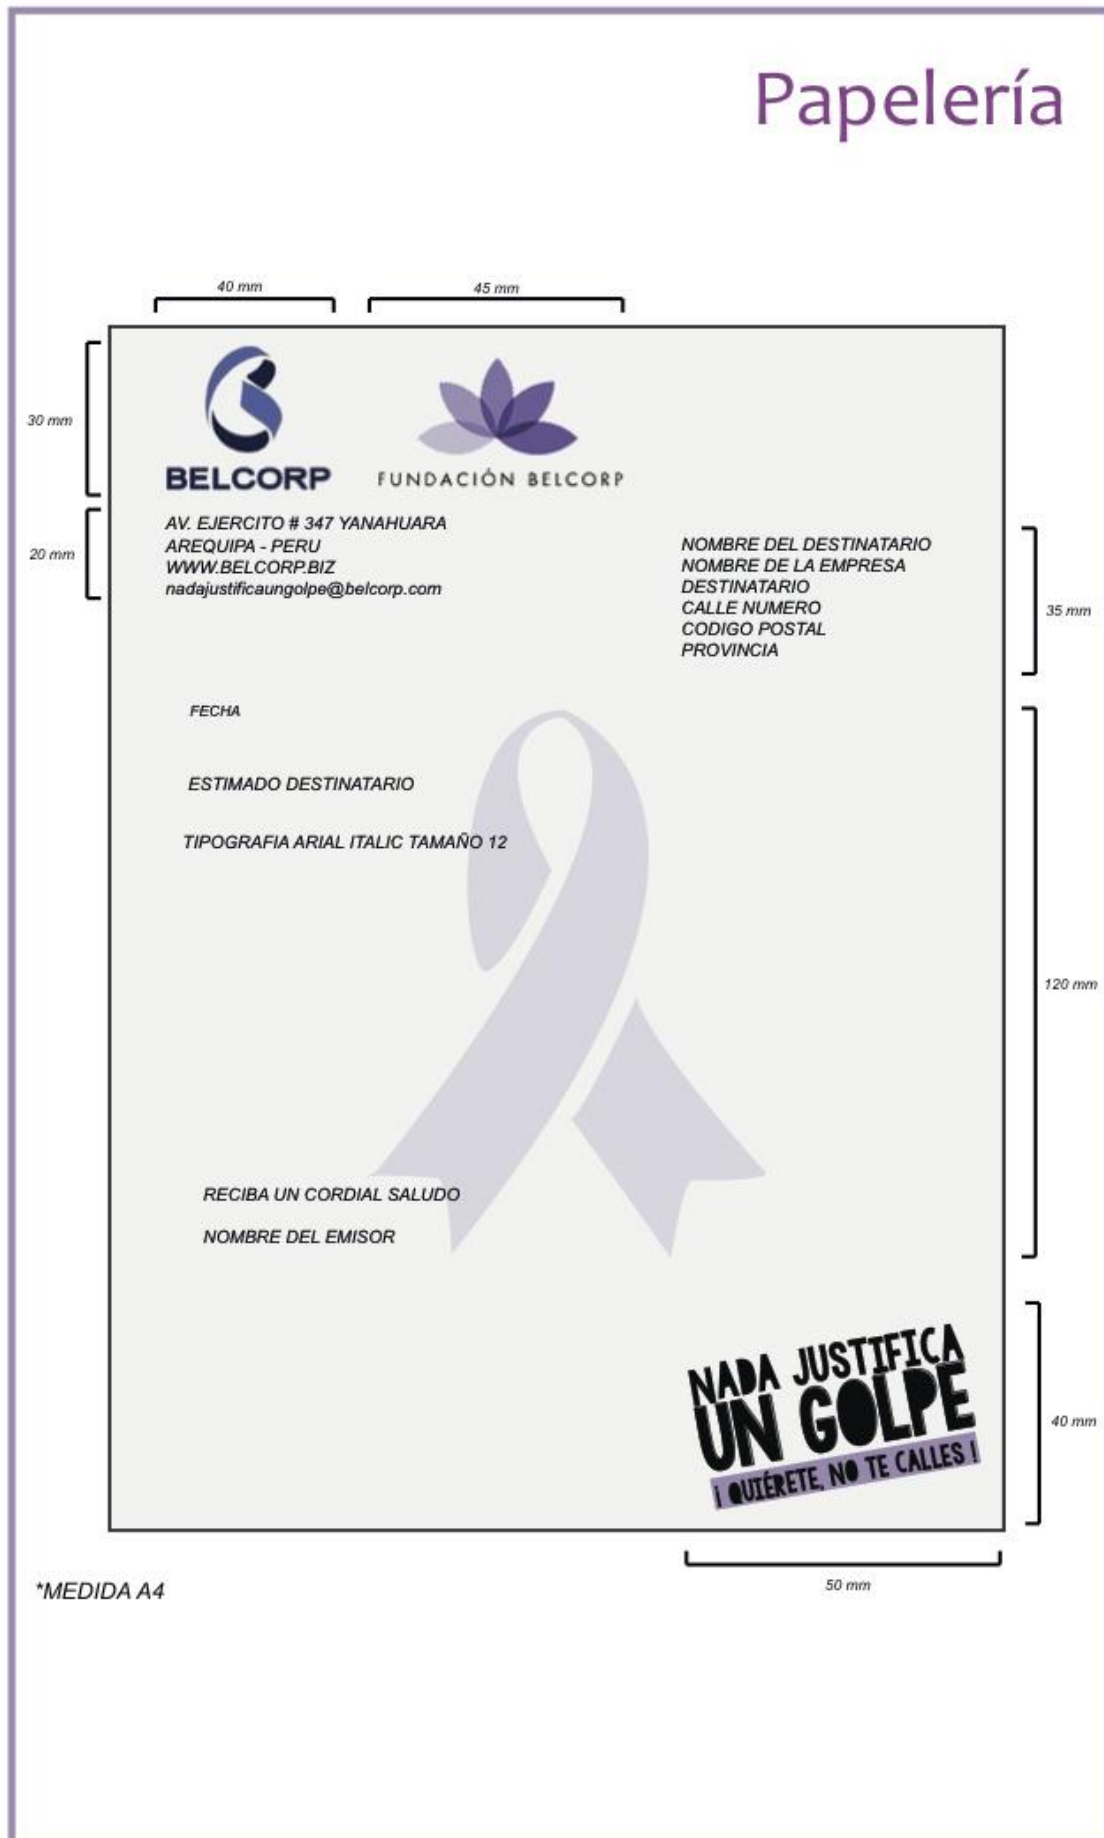 Papelería
40 mm
45 mm
30 mm
BELCORP
FUNDACIÓN BELCORP
20 mm
AV. EJERCITO # 347 YANAHUARA
AREQUIPA - PERU
WWW.BELCORP.BIZ
nadajustificaungolpe@belcorp.com
NOMBRE DEL DESTINATARIO
NOMBRE DE LA EMPRESA
DESTINATARIO
CALLE NUMERO
CODIGO POSTAL
PROVINCIA
35 mm
FECHA
ESTIMADO DESTINATARIO
TIPOGRAFIA ARIAL ITALIC TAMAÑO 12
120 mm
RECIBA UN CORDIAL SALUDO
NOMBRE DEL EMISOR
NADA JUSTIFICA
UN GOLPE
¡ QUIÉRETE, NO TE CALLES !
40 mm
50 mm
*MEDIDA A4